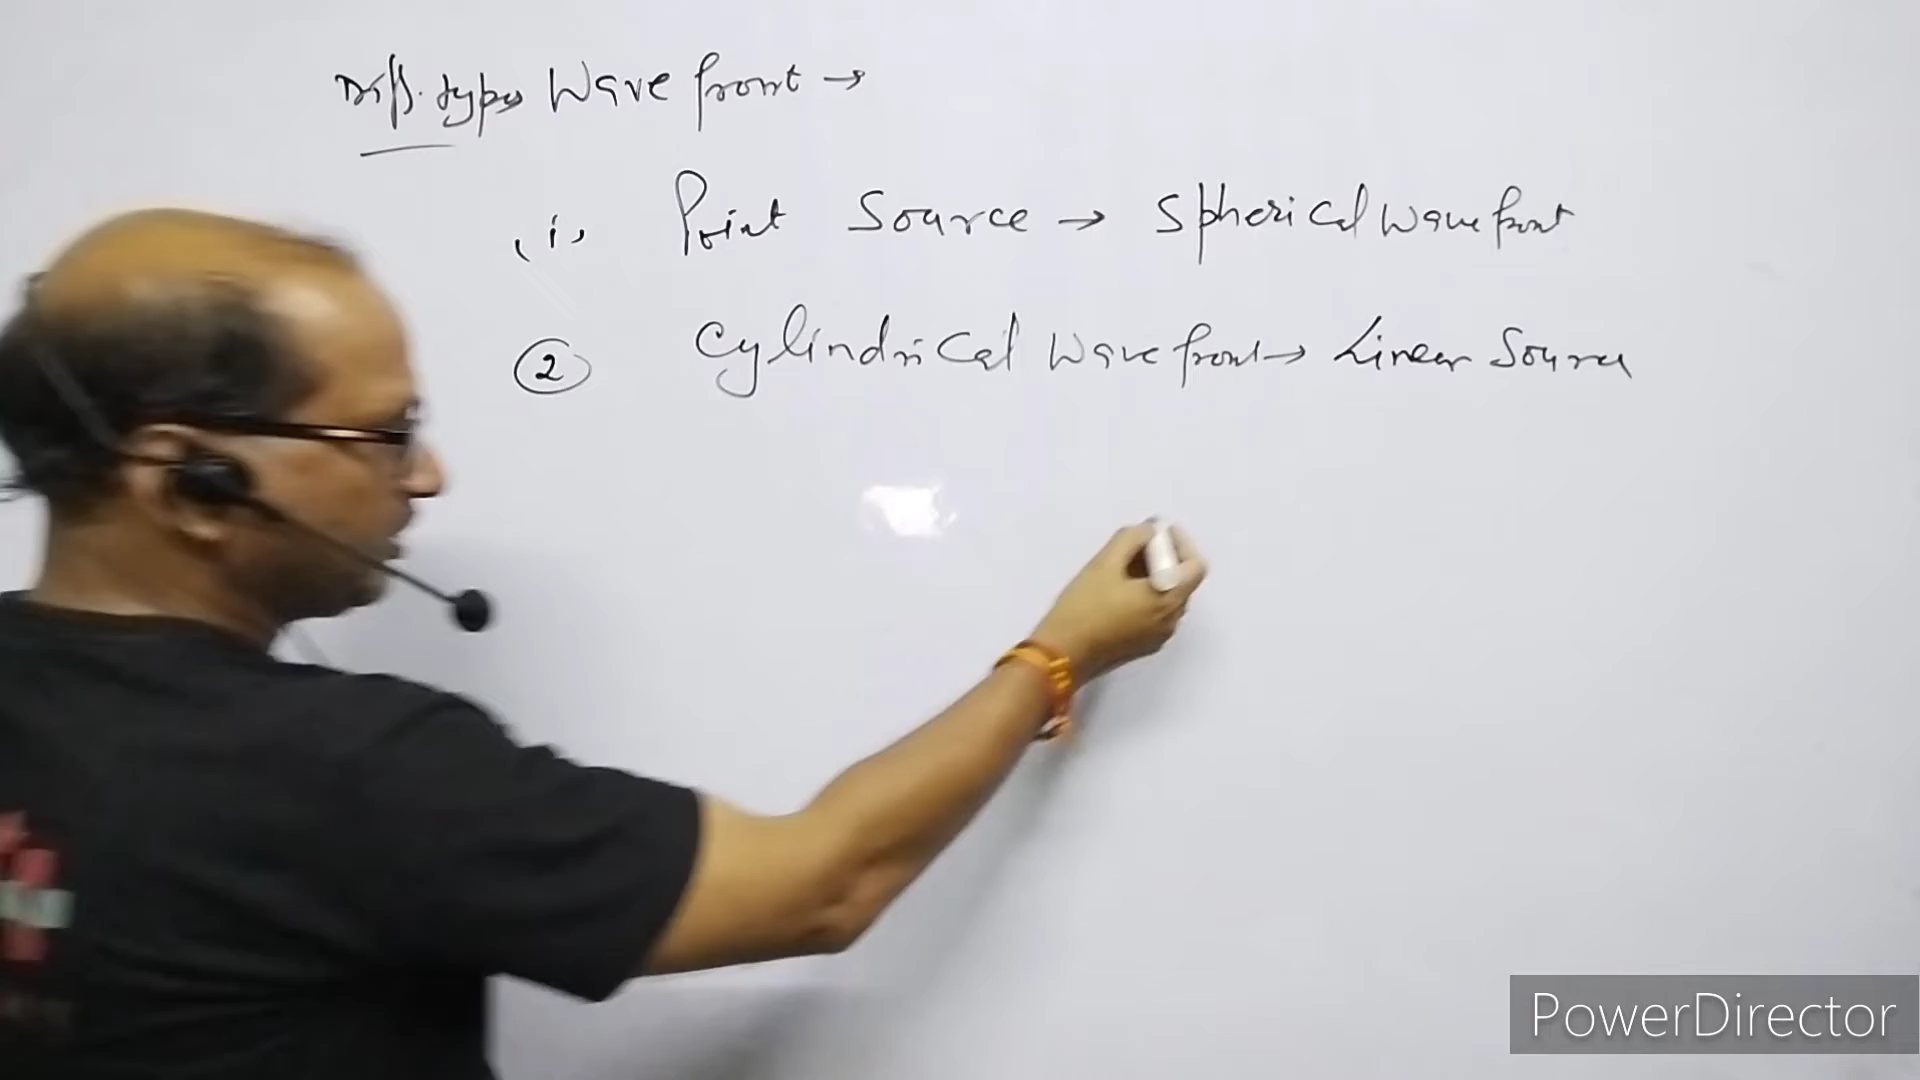 Diff. types Wave front →
(i) Point Source → Spherical wave front
② Cylindrical wave front → Linear Source
PowerDirector